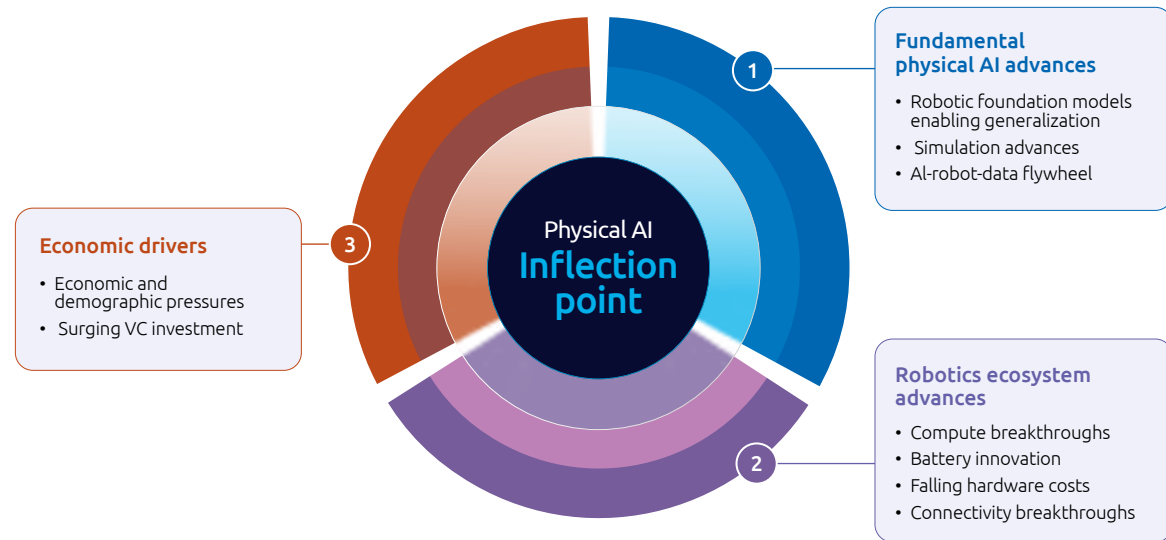 Physical AI
Inflection
point
1
Fundamental
physical AI advances
• Robotic foundation models
enabling generalization
• Simulation advances
• AI-robot-data flywheel
2
Robotics ecosystem
advances
• Compute breakthroughs
• Battery innovation
• Falling hardware costs
• Connectivity breakthroughs
3
Economic drivers
• Economic and
demographic pressures
• Surging VC investment